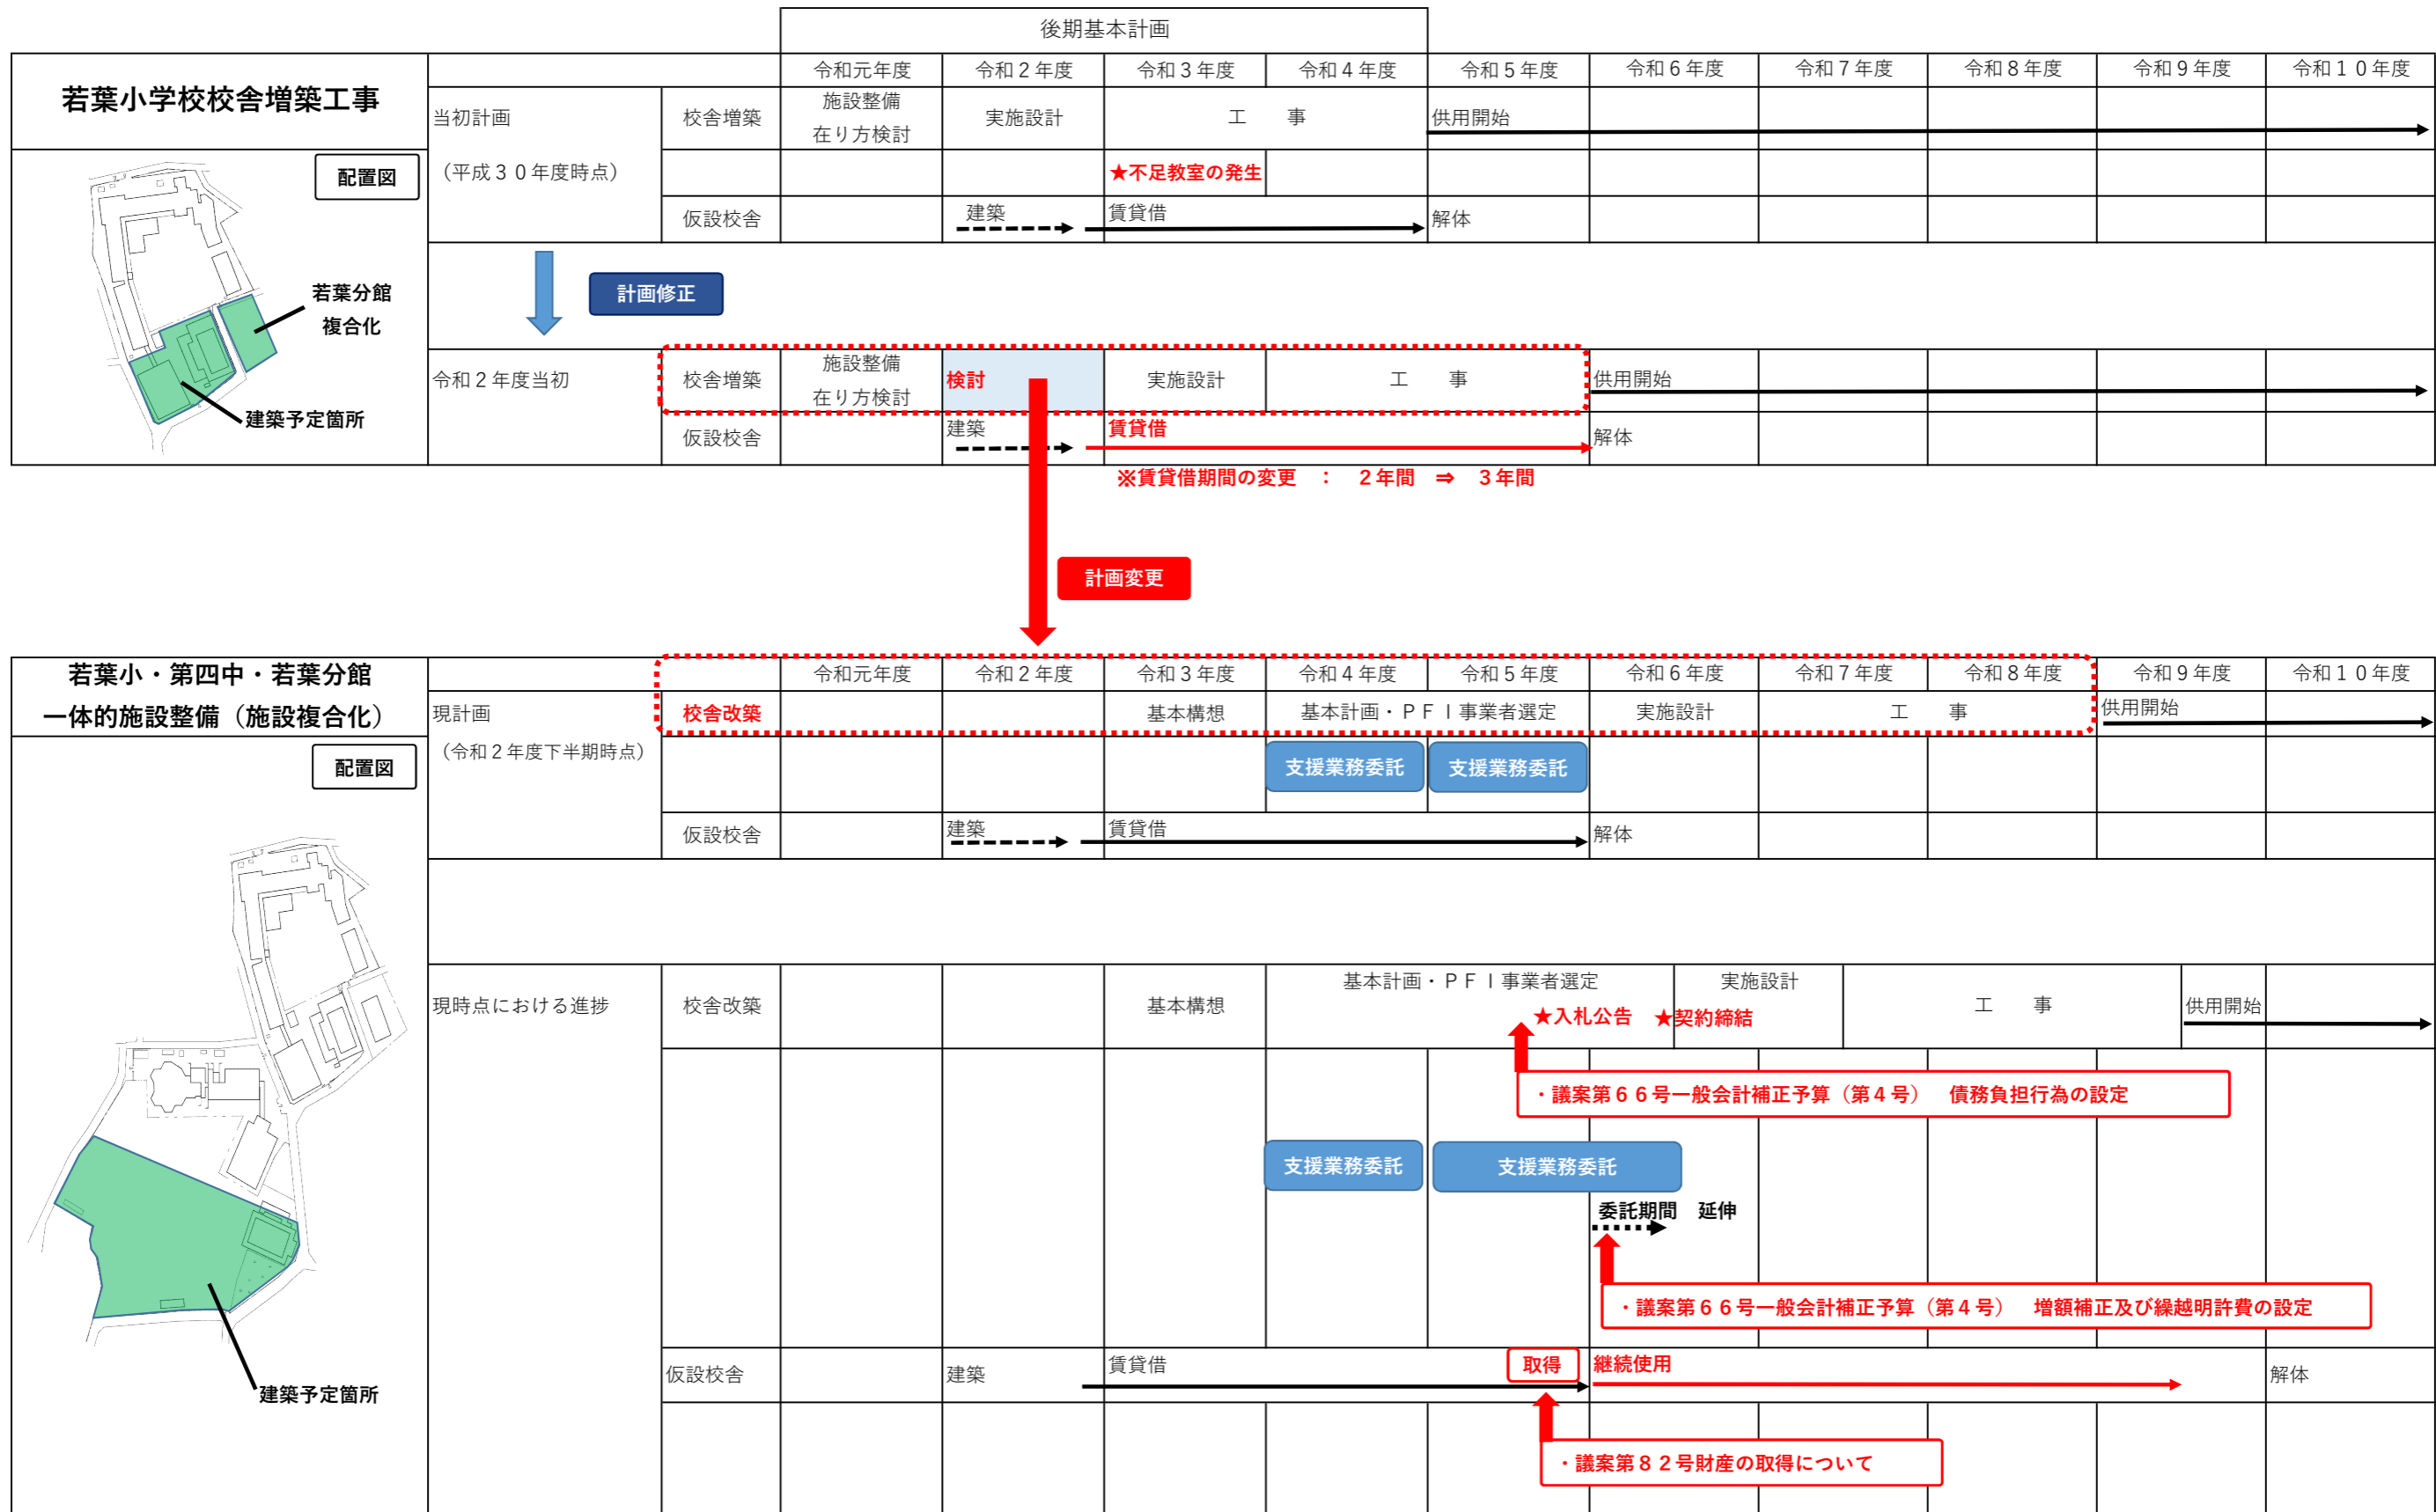 後期基本計画
若葉小学校校舎増築工事
令和元年度 令和２年度 令和３年度 令和４年度 令和５年度 令和６年度 令和７年度 令和８年度 令和９年度 令和１０年度
当初計画
（平成３０年度時点）
校舎増築
施設整備
在り方検討
実施設計
工　事
供用開始
★不足教室の発生
仮設校舎
建築
賃貸借
解体
配置図
若葉分館
複合化
建築予定箇所
計画修正
令和２年度当初
校舎増築
施設整備
在り方検討
検討
実施設計
工　事
供用開始
仮設校舎
建築
賃貸借
解体
※賃貸借期間の変更　：　２年間　⇒　３年間
計画変更
若葉小・第四中・若葉分館
一体的施設整備（施設複合化）
令和元年度 令和２年度 令和３年度 令和４年度 令和５年度 令和６年度 令和７年度 令和８年度 令和９年度 令和１０年度
現計画
（令和２年度下半期時点）
校舎改築
基本構想
基本計画・ＰＦＩ事業者選定
実施設計
工　事
供用開始
支援業務委託
支援業務委託
仮設校舎
建築
賃貸借
解体
配置図
建築予定箇所
現時点における進捗
校舎改築
基本構想
基本計画・ＰＦＩ事業者選定
実施設計
工　事
供用開始
★入札公告
★契約締結
・議案第６６号一般会計補正予算（第４号）　債務負担行為の設定
支援業務委託
支援業務委託
委託期間　延伸
・議案第６６号一般会計補正予算（第４号）　増額補正及び繰越明許費の設定
仮設校舎
建築
賃貸借
取得
継続使用
解体
・議案第８２号財産の取得について